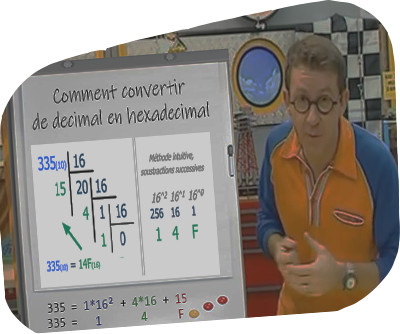 Comment convertir
de decimal en hexadecimal
335(10) 16
15 20 16
4 1 16
1 0
335(10) = 14F(16)
Méthode intuitive,
soustractions successives
16^2 16^1 16^0
256 16 1
1 4 F
335 = 1*16² + 4*16 + 15
335 = 1 4 F